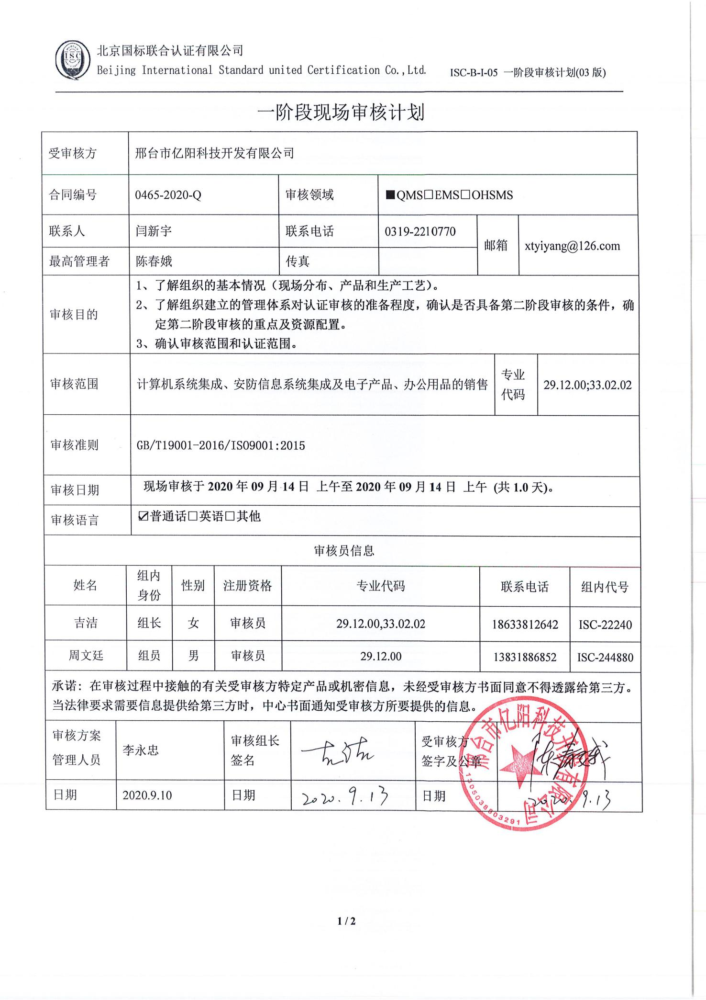 ISC
北京国标联合认证有限公司
Beijing International Standard united Certification Co.,Ltd. ISC-B-I-05 一阶段审核计划(03 版)
一阶段现场审核计划
受审核方 邢台市亿阳科技开发有限公司
合同编号 0465-2020-Q 审核领域 ■QMS□EMS□OHSMS
联系人 闫新宇 联系电话 0319-2210770 邮箱 xtyiyang@126.com
最高管理者 陈春娥 传真
审核目的
1、了解组织的基本情况（现场分布、产品和生产工艺）。
2、了解组织建立的管理体系对认证审核的准备程度，确认是否具备第二阶段审核的条件，确
定第二阶段审核的重点及资源配置。
3、确认审核范围和认证范围。
审核范围 计算机系统集成、安防信息系统集成及电子产品、办公用品的销售 专业
代码 29.12.00;33.02.02
审核准则 GB/T19001-2016/ISO9001:2015
审核日期 现场审核于 2020 年 09 月 14 日 上午至 2020 年 09 月 14 日 上午 (共 1.0 天)。
审核语言 ☑普通话□英语□其他
审核员信息
姓名 组内
身份 性别 注册资格 专业代码 联系电话 组内代号
吉洁 组长 女 审核员 29.12.00,33.02.02 18633812642 ISC-22240
周文廷 组员 男 审核员 29.12.00 13831886852 ISC-244880
承诺：在审核过程中接触的有关受审核方特定产品或机密信息，未经受审核方书面同意不得透露给第三方。
当法律要求需要信息提供给第三方时，中心书面通知受审核方所要提供的信息。
审核方案
管理人员 李永忠 审核组长
签名 吉洁 受审核方
签字及公章 陈春娥
日期 2020.9.10 日期 2020.9.13 日期 2020.9.13
邢台市亿阳科技开发有限公司
1305038803291
1 / 2